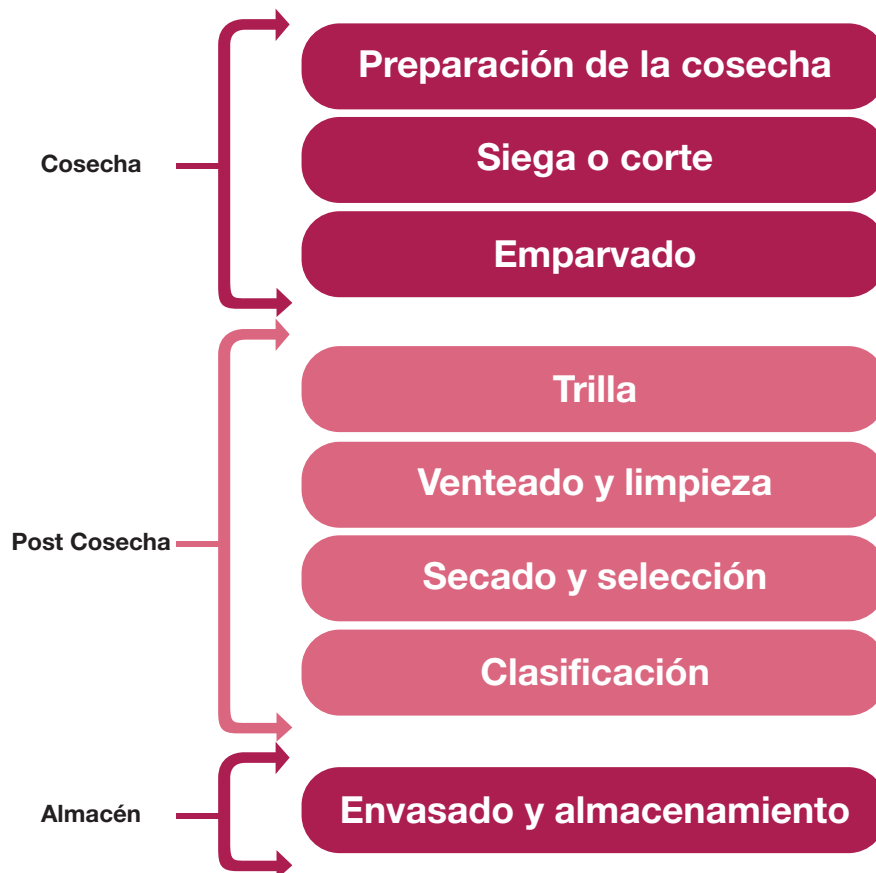 Preparación de la cosecha
Cosecha
Siega o corte
Emparvado
Trilla
Venteado y limpieza
Post Cosecha
Secado y selección
Clasificación
Almacén
Envasado y almacenamiento